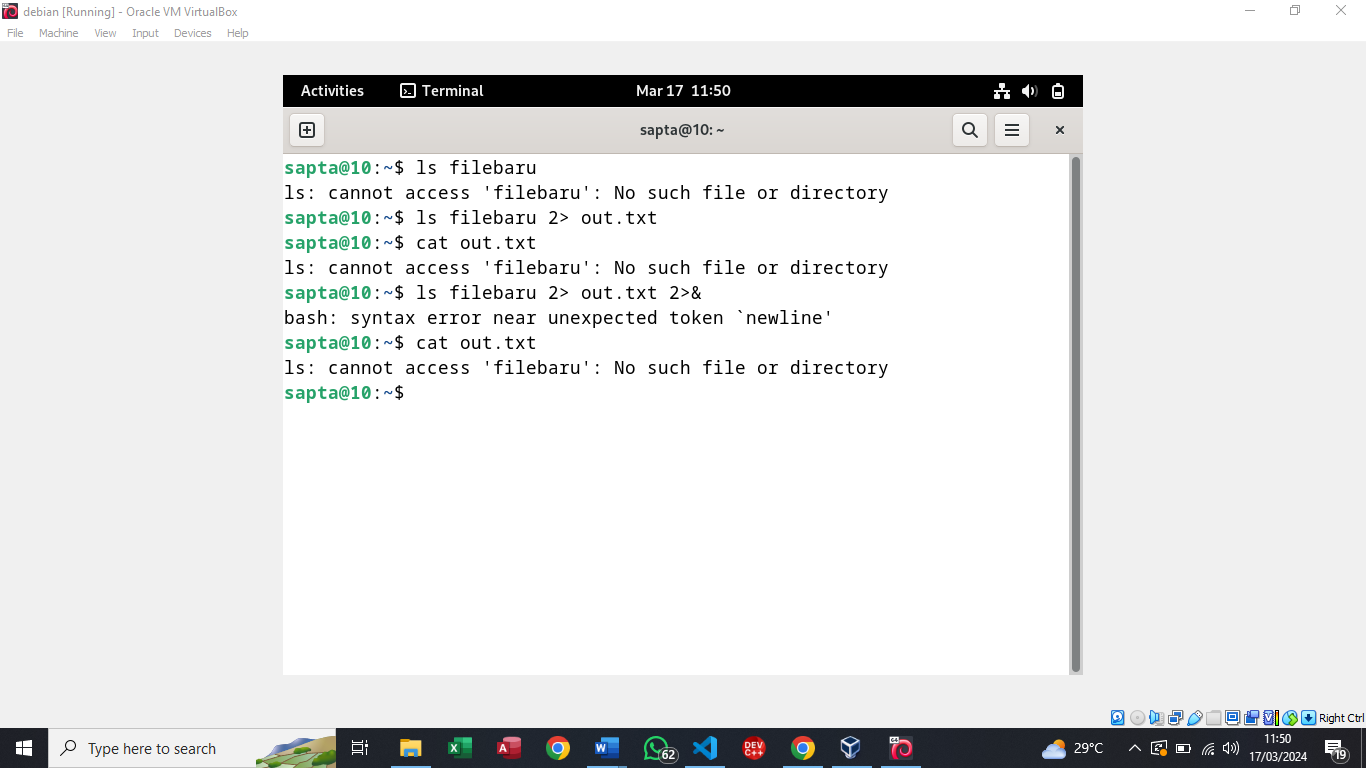 debian [Running] - Oracle VM VirtualBox
File Machine View Input Devices Help
Activities Terminal Mar 17 11:50
sapta@10: ~
sapta@10:~$ ls filebaru
ls: cannot access 'filebaru': No such file or directory
sapta@10:~$ ls filebaru 2> out.txt
sapta@10:~$ cat out.txt
ls: cannot access 'filebaru': No such file or directory
sapta@10:~$ ls filebaru 2> out.txt 2>&
bash: syntax error near unexpected token `newline'
sapta@10:~$ cat out.txt
ls: cannot access 'filebaru': No such file or directory
sapta@10:~$
Right Ctrl
Type here to search
62
DEV C++
29°C
11:50
17/03/2024
19